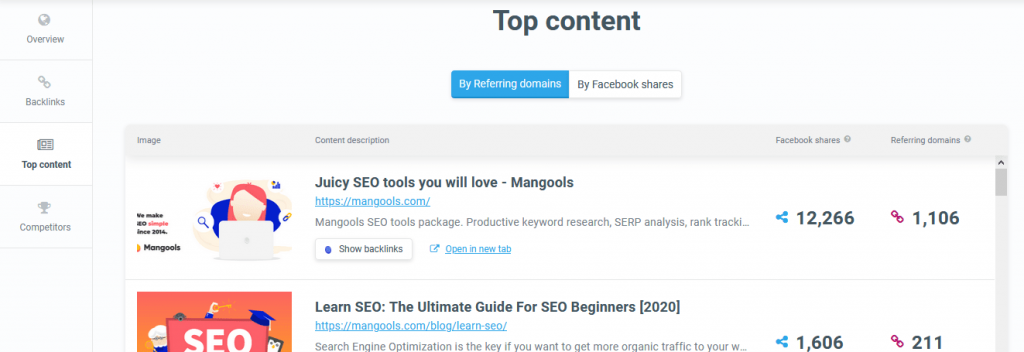 Top content
Overview
Backlinks
Top content
Competitors
By Referring domains
By Facebook shares
Image
Content description
Facebook shares
Referring domains
We make
SEO simple
since 2014.
Mangools
Juicy SEO tools you will love - Mangools
https://mangools.com/
Mangools SEO tools package. Productive keyword research, SERP analysis, rank tracki...
Show backlinks
Open in new tab
12,266
1,106
SEO
Learn SEO: The Ultimate Guide For SEO Beginners [2020]
https://mangools.com/blog/learn-seo/
Search Engine Optimization is the key if you want to get more organic traffic to your w...
1,606
211